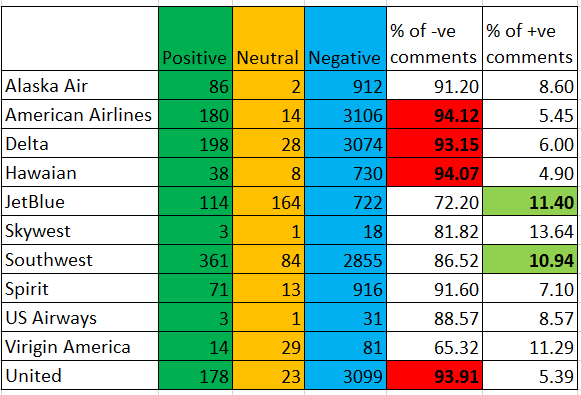 % of -ve % of +ve
Positive Neutral Negative comments comments
Alaska Air 86 2 912 91.20 8.60
American Airlines 180 14 3106 94.12 5.45
Delta 198 28 3074 93.15 6.00
Hawaian 38 8 730 94.07 4.90
JetBlue 114 164 722 72.20 11.40
Skywest 3 1 18 81.82 13.64
Southwest 361 84 2855 86.52 10.94
Spirit 71 13 916 91.60 7.10
US Airways 3 1 31 88.57 8.57
Virigin America 14 29 81 65.32 11.29
United 178 23 3099 93.91 5.39